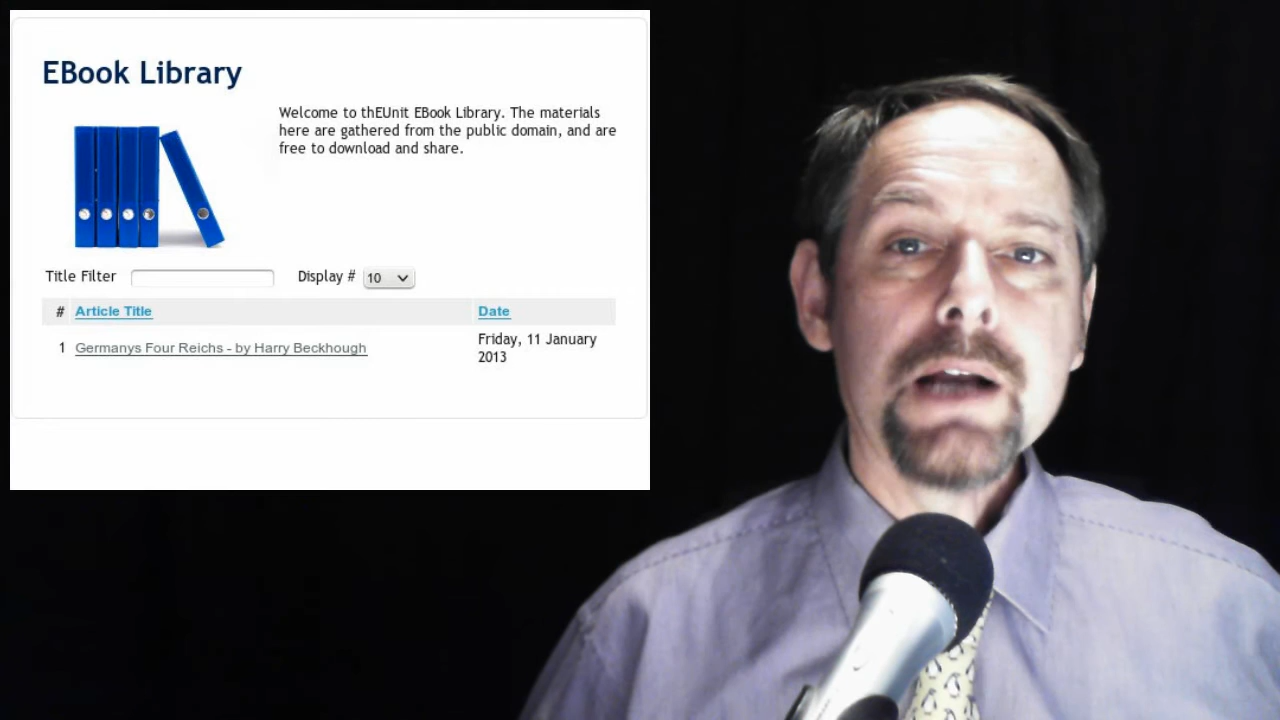 EBook Library
Welcome to thEUnit EBook Library. The materials
here are gathered from the public domain, and are
free to download and share.
Title Filter Display # 10
# Article Title Date
1 Germanys Four Reichs - by Harry Beckhough Friday, 11 January
2013